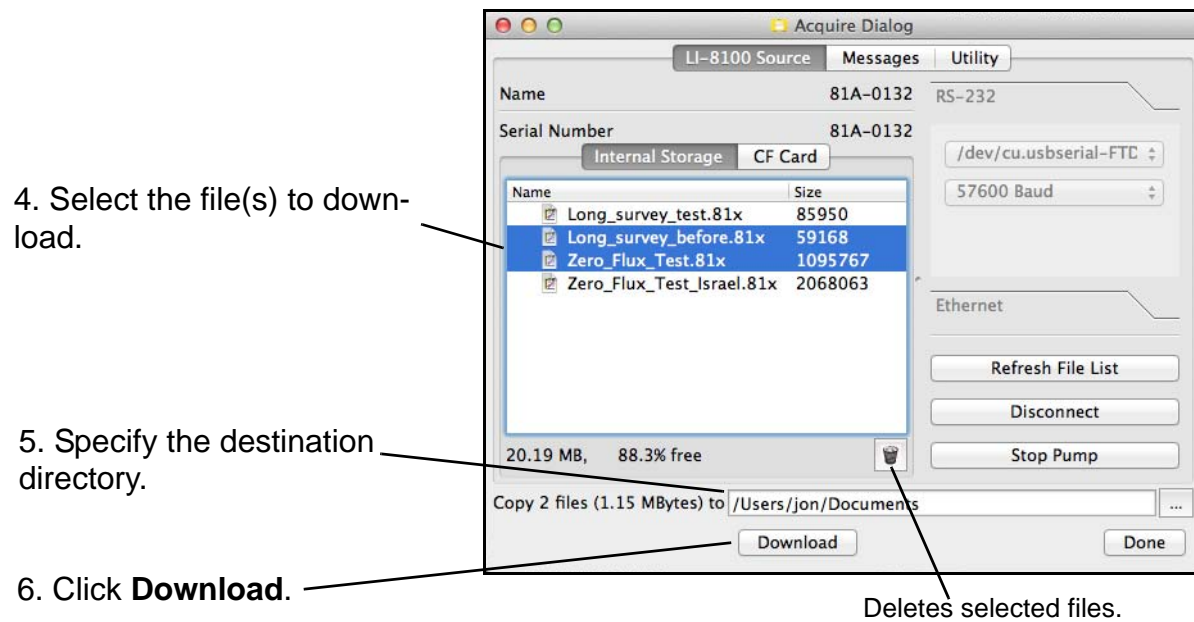 Acquire Dialog
LI-8100 Source Messages Utility
Name 81A-0132
Serial Number 81A-0132
Internal Storage CF Card
Name Size
Long_survey_test.81x 85950
Long_survey_before.81x 59168
Zero_Flux_Test.81x 1095767
Zero_Flux_Test_Israel.81x 2068063
20.19 MB, 88.3% free
RS-232
/dev/cu.usbserial-FTD
57600 Baud
Ethernet
Refresh File List
Disconnect
Stop Pump
Copy 2 files (1.15 MBytes) to /Users/jon/Documents ...
Download Done
4. Select the file(s) to down-
load.
5. Specify the destination
directory.
6. Click Download.
Deletes selected files.